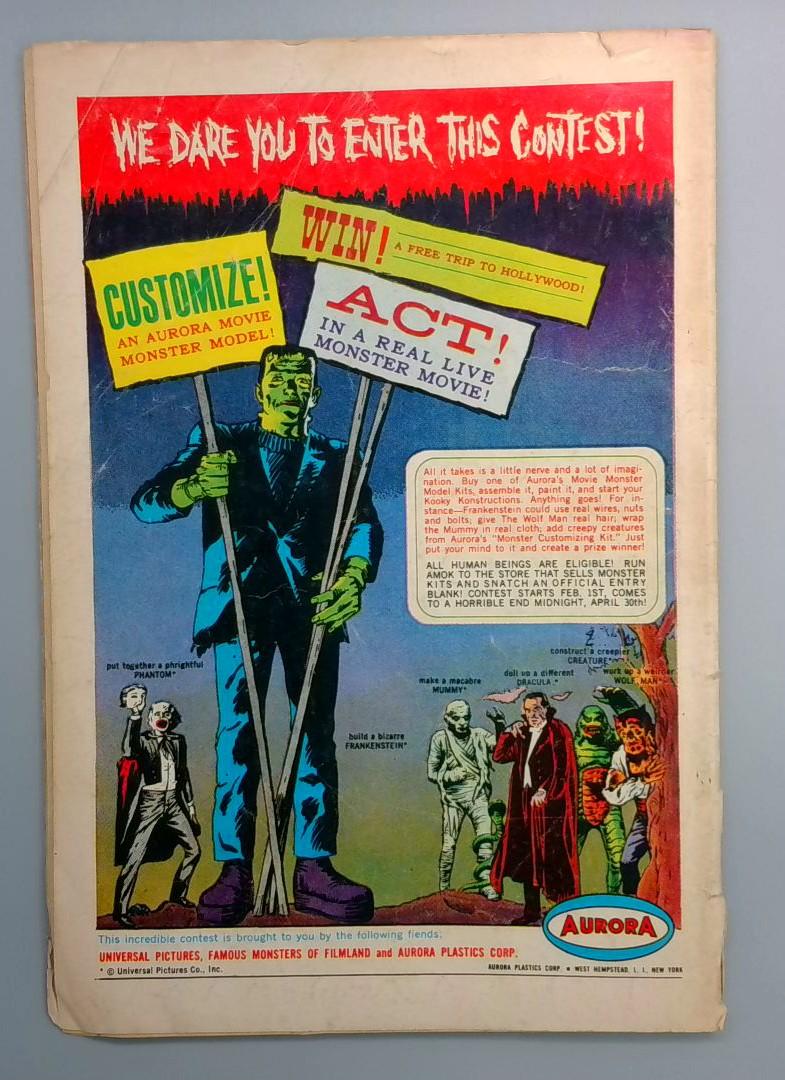 WE DARE YOU TO ENTER THIS CONTEST!
WIN! A FREE TRIP TO HOLLYWOOD!
CUSTOMIZE!
AN AURORA MOVIE
MONSTER MODEL!
ACT!
IN A REAL LIVE
MONSTER MOVIE!
All it takes is a little nerve and a lot of imagi-
nation. Buy one of Aurora's Movie Monster
Model Kits, assemble it, paint it, and start your
Kooky Konstructions. Anything goes! For in-
stance—Frankenstein could use real wires, nuts
and bolts; give The Wolf Man real hair; wrap
the Mummy in real cloth; add creepy creatures
from Aurora's "Monster Customizing Kit." Just
put your mind to it and create a prize winner!
ALL HUMAN BEINGS ARE ELIGIBLE! RUN
AMOK TO THE STORE THAT SELLS MONSTER
KITS AND SNATCH AN OFFICIAL ENTRY
BLANK! CONTEST STARTS FEB. 1ST, COMES
TO A HORRIBLE END MIDNIGHT, APRIL 30th!
put together a phrightful
PHANTOM*
build a bizarre
FRANKENSTEIN*
make a macabre
MUMMY*
doll up a different
DRACULA*
construct a creepier
CREATURE*
work up a weirder
WOLF MAN*
AURORA
This incredible contest is brought to you by the following fiends:
UNIVERSAL PICTURES, FAMOUS MONSTERS OF FILMLAND and AURORA PLASTICS CORP.
* © Universal Pictures Co., Inc.
AURORA PLASTICS CORP. • WEST HEMPSTEAD, L. I., NEW YORK